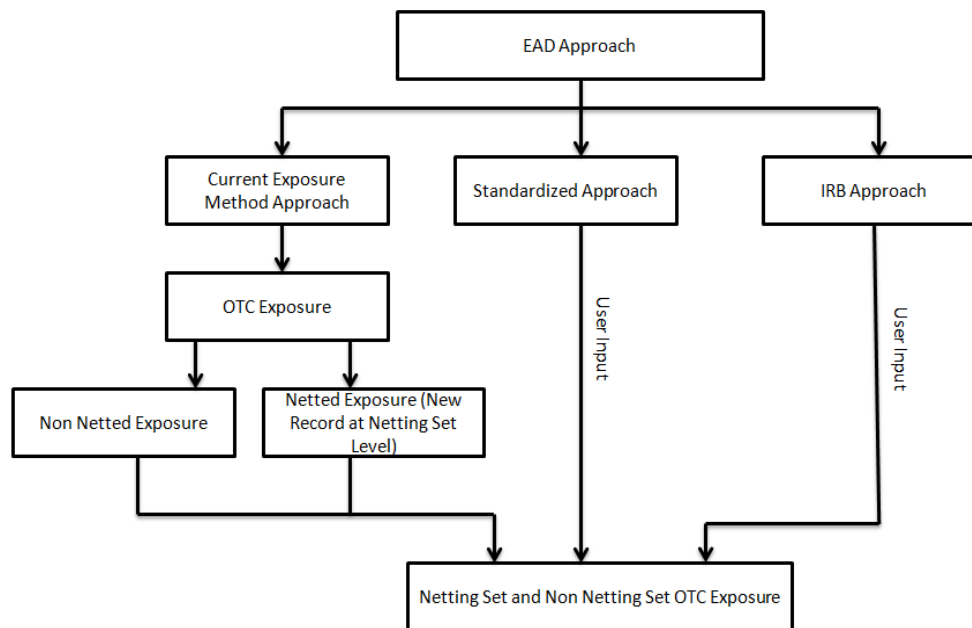 EAD Approach
Current Exposure
Method Approach
Standardized Approach
IRB Approach
OTC Exposure
User Input
User Input
Non Netted Exposure
Netted Exposure (New
Record at Netting Set
Level)
Netting Set and Non Netting Set OTC Exposure